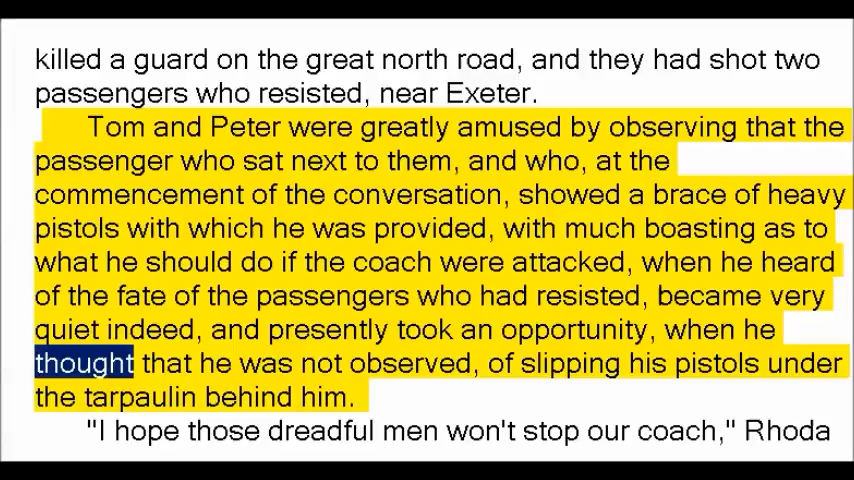 killed a guard on the great north road, and they had shot two
passengers who resisted, near Exeter.
Tom and Peter were greatly amused by observing that the
passenger who sat next to them, and who, at the
commencement of the conversation, showed a brace of heavy
pistols with which he was provided, with much boasting as to
what he should do if the coach were attacked, when he heard
of the fate of the passengers who had resisted, became very
quiet indeed, and presently took an opportunity, when he
thought that he was not observed, of slipping his pistols under
the tarpaulin behind him.
"I hope those dreadful men won't stop our coach," Rhoda